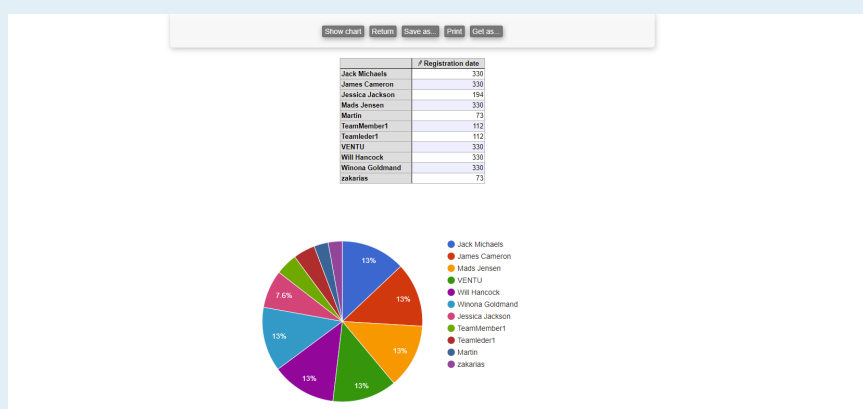 Show chart Return Save as... Print Get as...
# Registration date
Jack Michaels 330
James Cameron 330
Jessica Jackson 194
Mads Jensen 330
Martin 73
TeamMember1 112
Teamleder1 112
VENTU 330
Will Hancock 330
Winona Goldmand 330
zakarias 73
13%
13%
13%
13%
13%
13%
7.6%
Jack Michaels
James Cameron
Mads Jensen
VENTU
Will Hancock
Winona Goldmand
Jessica Jackson
TeamMember1
Teamleder1
Martin
zakarias